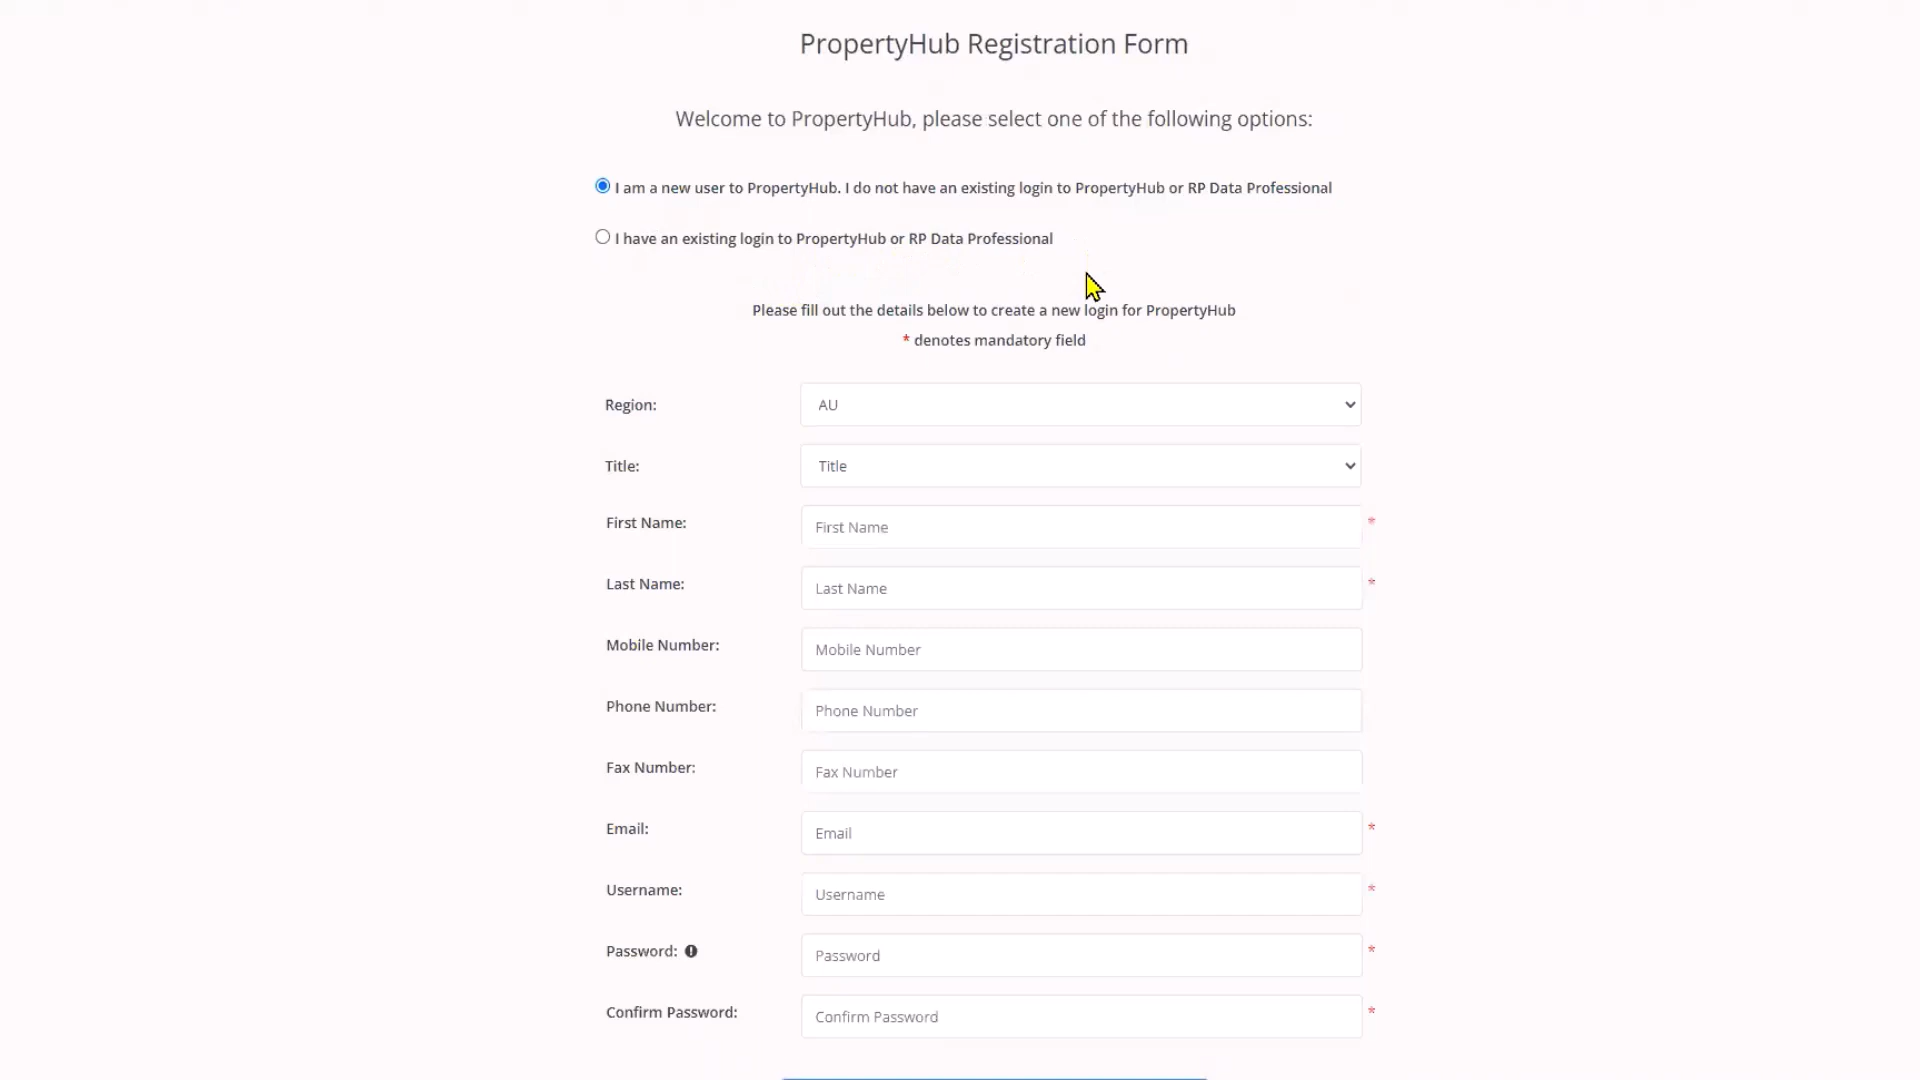 PropertyHub Registration Form
Welcome to PropertyHub, please select one of the following options:
I am a new user to PropertyHub. I do not have an existing login to PropertyHub or RP Data Professional
I have an existing login to PropertyHub or RP Data Professional
Please fill out the details below to create a new login for PropertyHub
* denotes mandatory field
Region: AU
Title: Title
First Name: First Name *
Last Name: Last Name *
Mobile Number: Mobile Number
Phone Number: Phone Number
Fax Number: Fax Number
Email: Email *
Username: Username *
Password: Password *
Confirm Password: Confirm Password *